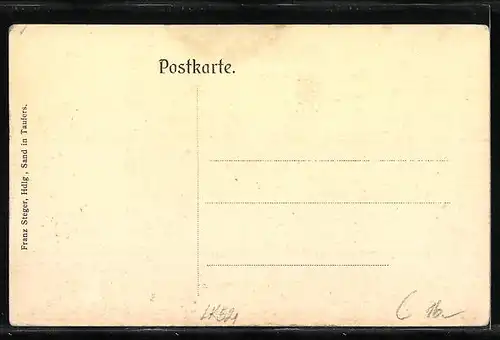 Postkarte.
Franz Steger, Hdlg., Sand in Taufers.